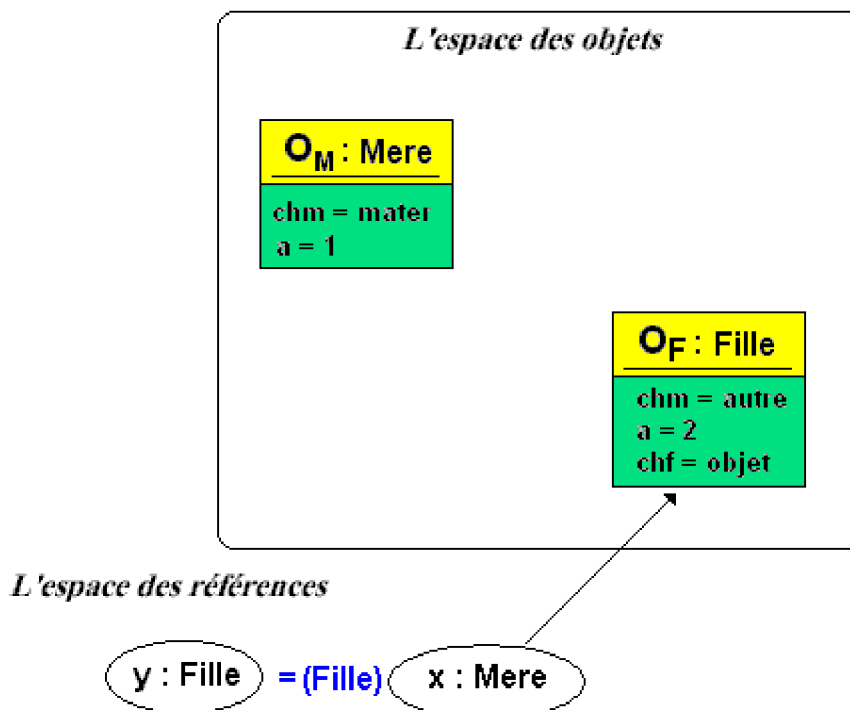 L'espace des objets
OM : Mere
chm = mater
a = 1
OF : Fille
chm = autre
a = 2
chf = objet
L'espace des références
y : Fille = (Fille) x : Mere